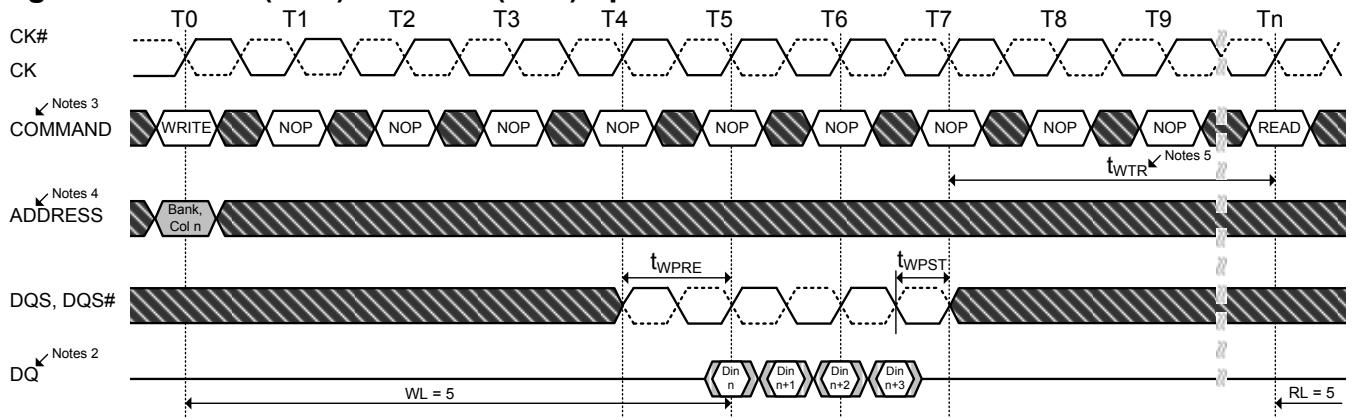 T0 T1 T2 T3 T4 T5 T6 T7 T8 T9 Tn
CK#
CK
Notes 3
COMMAND
WRITE NOP NOP NOP NOP NOP NOP NOP NOP NOP READ
tWTR Notes 5
Notes 4
ADDRESS
Bank,
Col n
tWPRE tWPST
DQS, DQS#
Notes 2
DQ
Din Din Din Din
n n+1 n+2 n+3
WL = 5 RL = 5